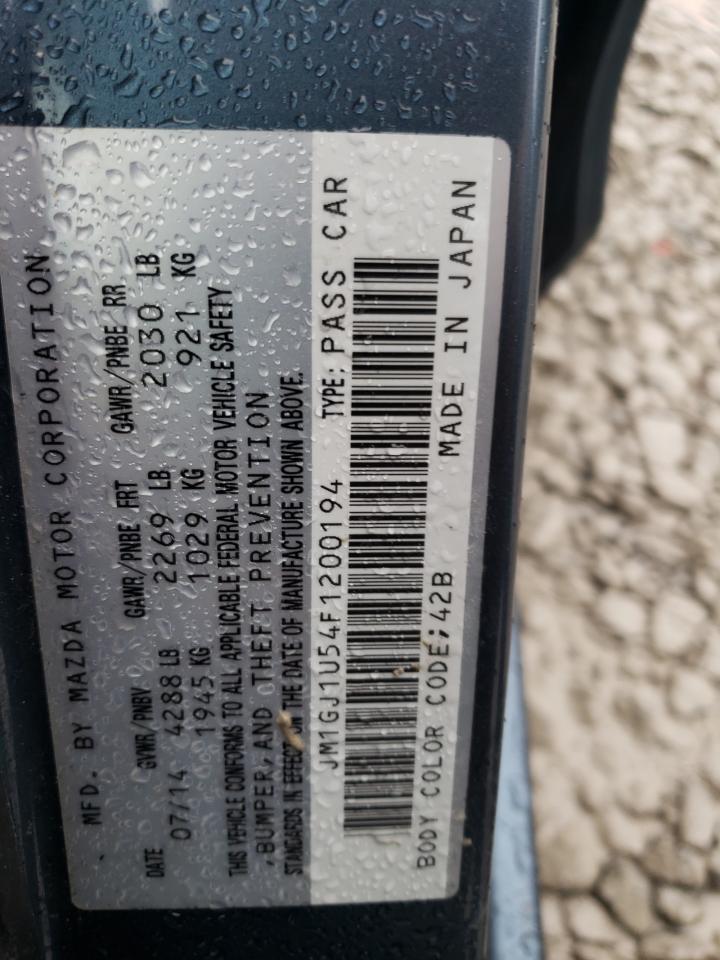 MFD. BY MAZDA MOTOR CORPORATION
DATE GVWR/PNBV GAWR/PNBE FRT GAWR/PNBE RR
07/14 4288 LB 2269 LB 2030 LB
1945 KG 1029 KG 921 KG
THIS VEHICLE CONFORMS TO ALL APPLICABLE FEDERAL MOTOR VEHICLE SAFETY
,BUMPER, AND THEFT PREVENTION
STANDARDS IN EFFECT ON THE DATE OF MANUFACTURE SHOWN ABOVE.
JM1GJ1U54F1200194 TYPE: PASS CAR
BODY COLOR CODE;42B MADE IN JAPAN